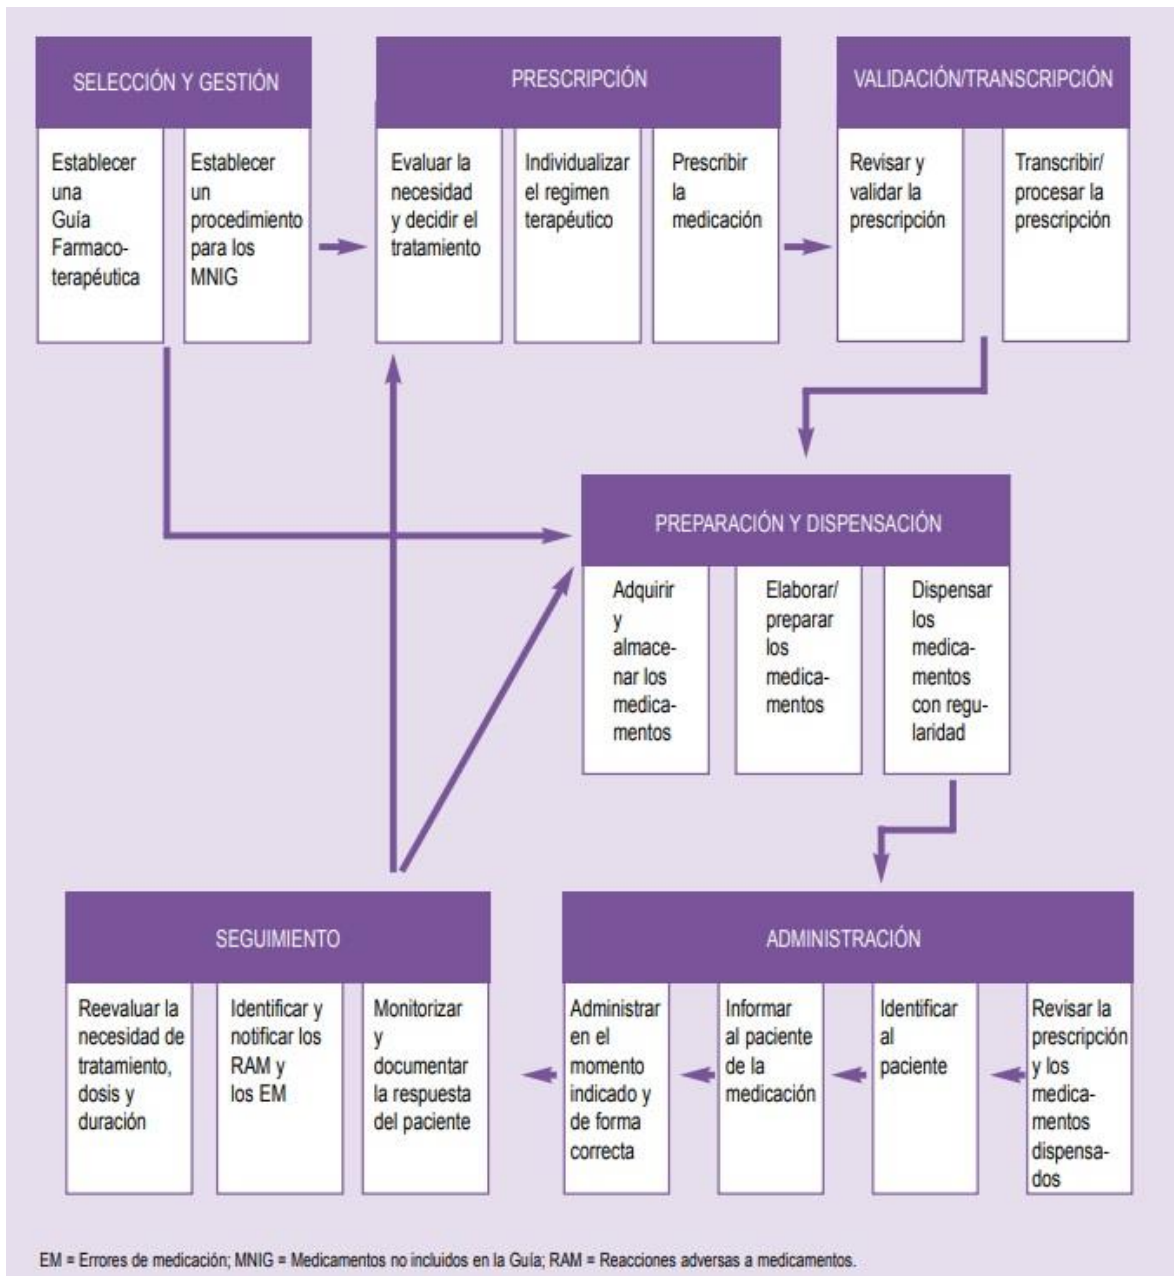 SELECCIÓN Y GESTIÓN
Establecer
una
Guía
Farmaco-
terapéutica
Establecer
un
procedimiento
para los
MNIG
PRESCRIPCIÓN
Evaluar la
necesidad
y decidir el
tratamiento
Individualizar
el regimen
terapéutico
Prescribir
la
medicación
VALIDACIÓN/TRANSCRIPCIÓN
Revisar y
validar la
prescripción
Transcribir/
procesar la
prescripción
PREPARACIÓN Y DISPENSACIÓN
Adquirir
y
almace-
nar los
medica-
mentos
Elaborar/
preparar
los
medica-
mentos
Dispensar
los
medica-
mentos
con regu-
laridad
SEGUIMIENTO
Reevaluar la
necesidad de
tratamiento,
dosis y
duración
Identificar y
notificar los
RAM y
los EM
Monitorizar
y
documentar
la respuesta
del paciente
ADMINISTRACIÓN
Administrar
en el
momento
indicado y
de forma
correcta
Informar
al paciente
de la
medicación
Identificar
al
paciente
Revisar la
prescripción
y los
medica-
mentos
dispensa-
dos
EM = Errores de medicación; MNIG = Medicamentos no incluidos en la Guía; RAM = Reacciones adversas a medicamentos.